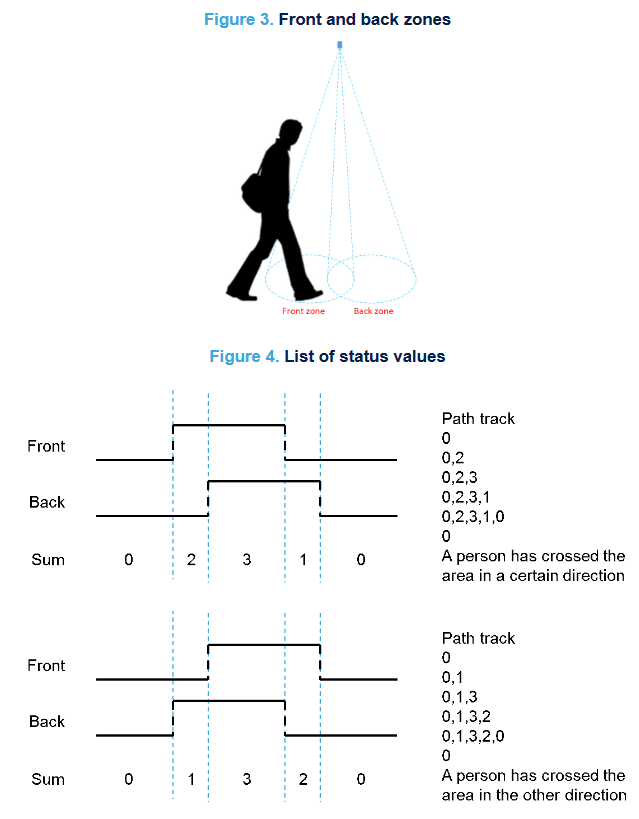 Figure 3. Front and back zones
Front zone
Back zone
Figure 4. List of status values
Front
Back
Sum
0
2
3
1
0
Path track
0
0,2
0,2,3
0,2,3,1
0,2,3,1,0
0
A person has crossed the
area in a certain direction
Front
Back
Sum
0
1
3
2
0
Path track
0
0,1
0,1,3
0,1,3,2
0,1,3,2,0
0
A person has crossed the
area in the other direction